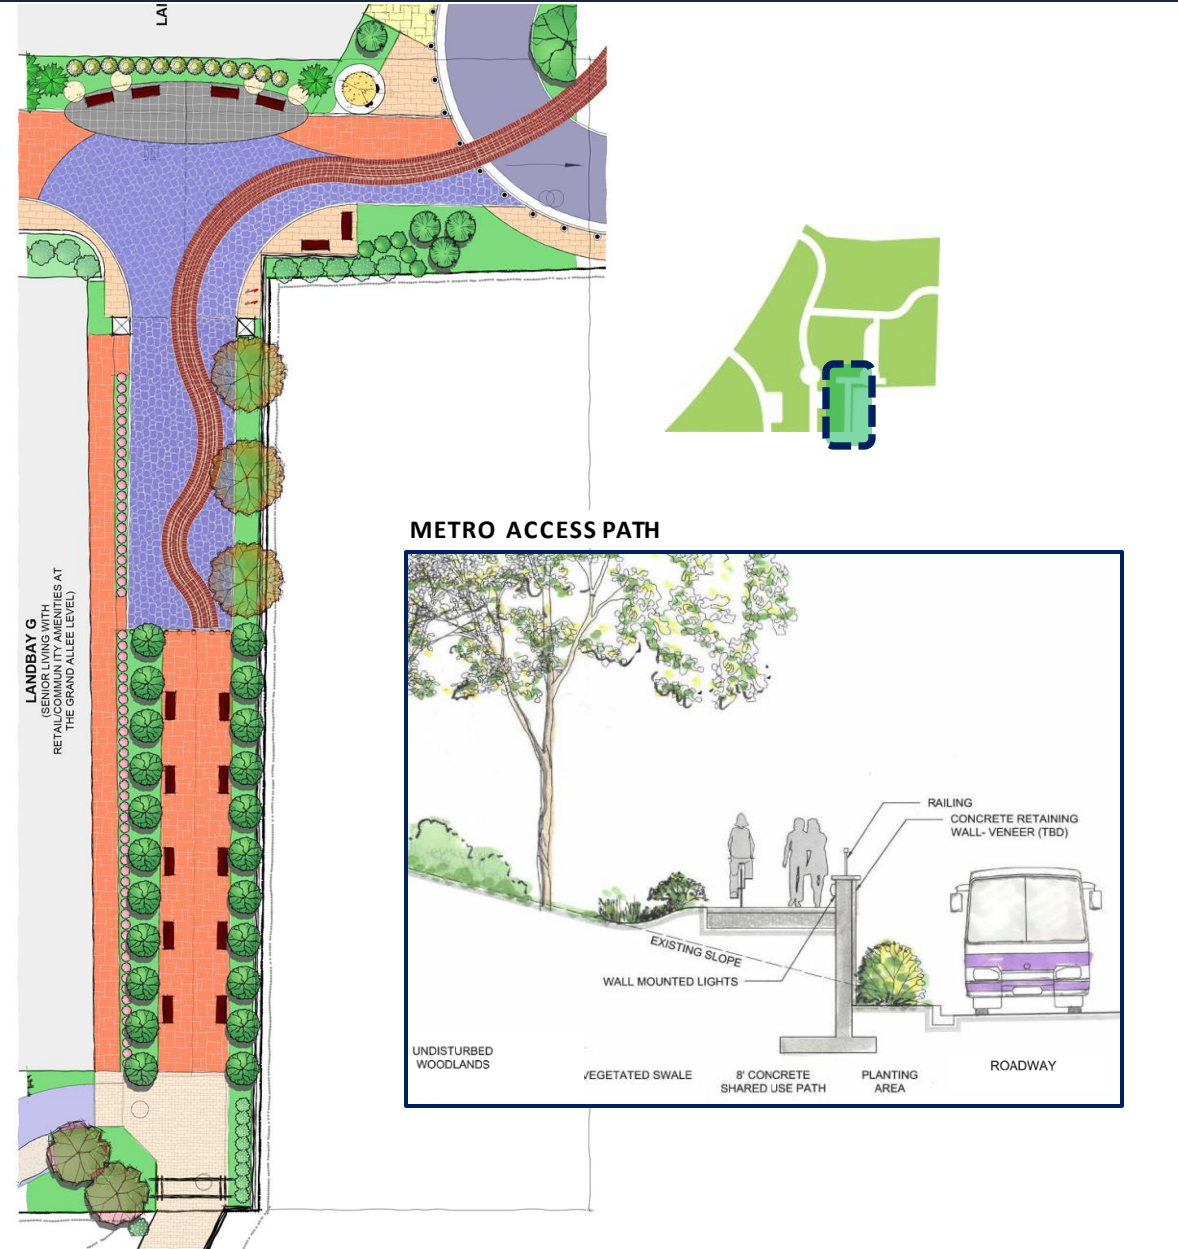 LAI
METRO ACCESS PATH
LANDBAY G
(SENIOR LIVING WITH
RETAIL/COMMUNITY AMENITIES AT
THE GRAND ALLEE LEVEL)
RAILING
CONCRETE RETAINING
WALL- VENEER (TBD)
EXISTING SLOPE
WALL MOUNTED LIGHTS
UNDISTURBED
WOODLANDS
VEGETATED SWALE
8' CONCRETE
SHARED USE PATH
PLANTING
AREA
ROADWAY